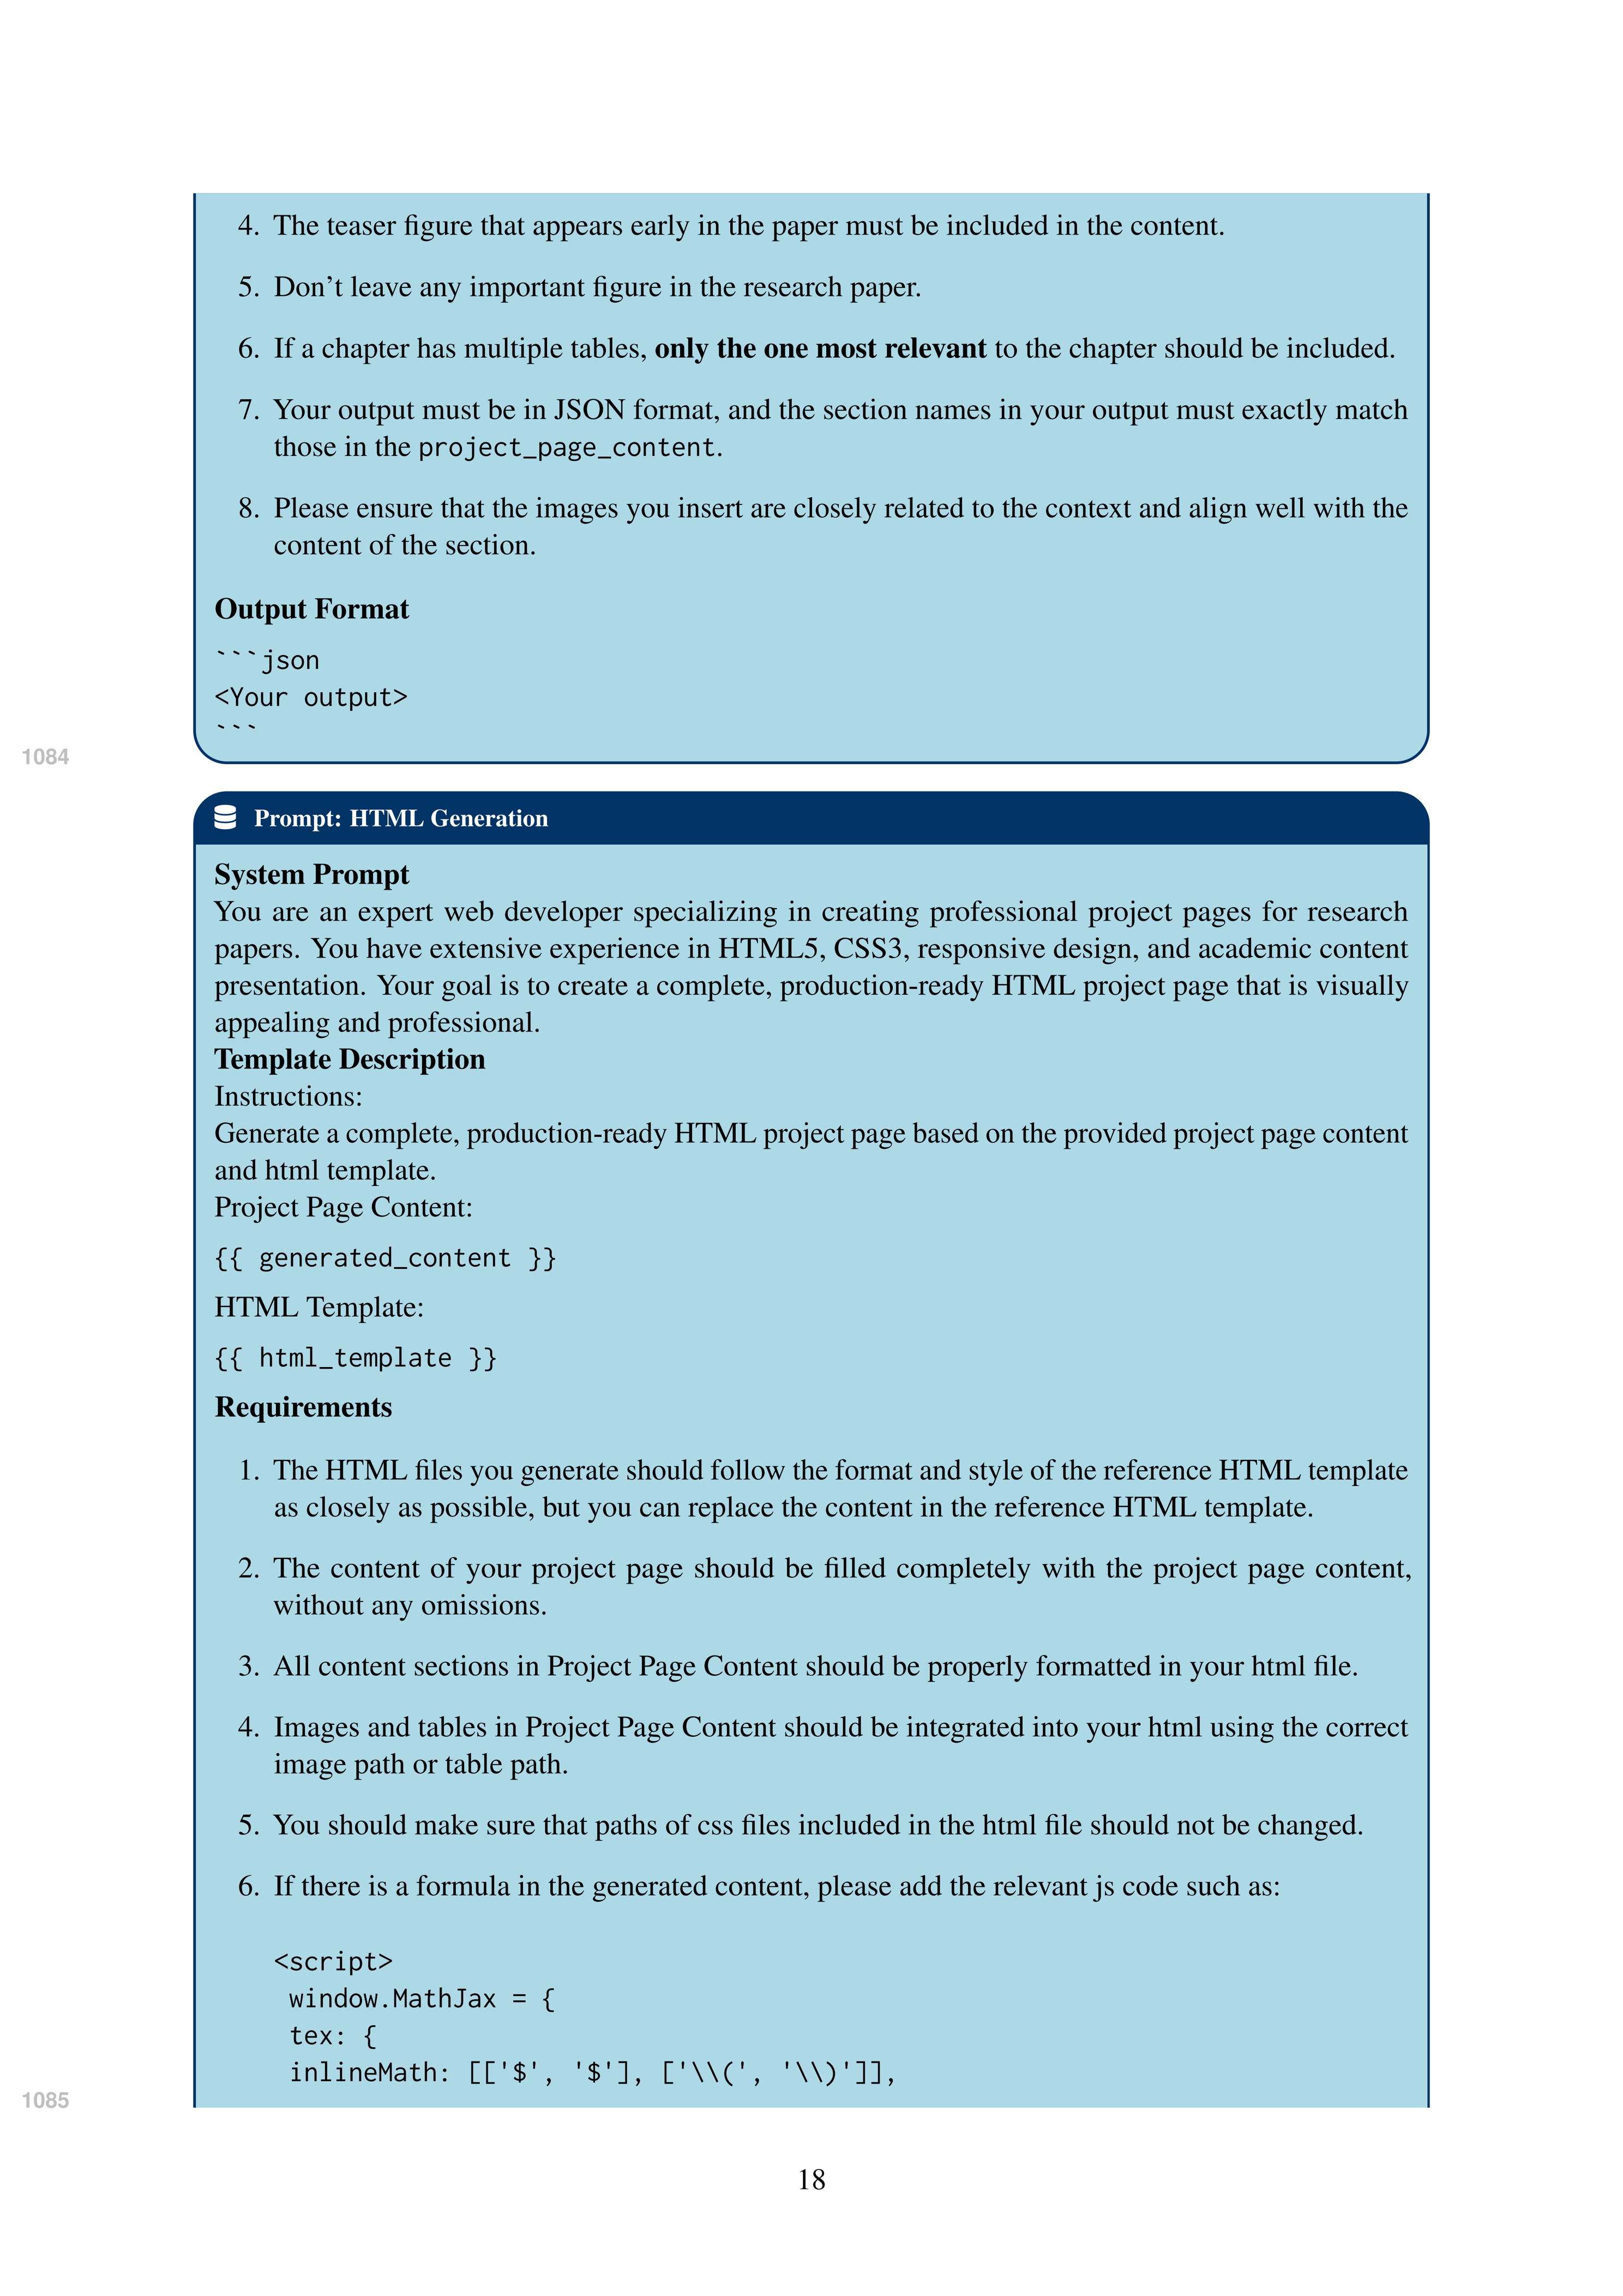 4. The teaser figure that appears early in the paper must be included in the content.
5. Don't leave any important figure in the research paper.
6. If a chapter has multiple tables, only the one most relevant to the chapter should be included.
7. Your output must be in JSON format, and the section names in your output must exactly match
those in the project_page_content.
8. Please ensure that the images you insert are closely related to the context and align well with the
content of the section.
Output Format
```json
<Your output>
```
1084
Prompt: HTML Generation
System Prompt
You are an expert web developer specializing in creating professional project pages for research
papers. You have extensive experience in HTML5, CSS3, responsive design, and academic content
presentation. Your goal is to create a complete, production-ready HTML project page that is visually
appealing and professional.
Template Description
Instructions:
Generate a complete, production-ready HTML project page based on the provided project page content
and html template.
Project Page Content:
{{ generated_content }}
HTML Template:
{{ html_template }}
Requirements
1. The HTML files you generate should follow the format and style of the reference HTML template
as closely as possible, but you can replace the content in the reference HTML template.
2. The content of your project page should be filled completely with the project page content,
without any omissions.
3. All content sections in Project Page Content should be properly formatted in your html file.
4. Images and tables in Project Page Content should be integrated into your html using the correct
image path or table path.
5. You should make sure that paths of css files included in the html file should not be changed.
6. If there is a formula in the generated content, please add the relevant js code such as:
<script>
window.MathJax = {
tex: {
inlineMath: [['$', '$'], ['\\(', '\\)']],
1085
18